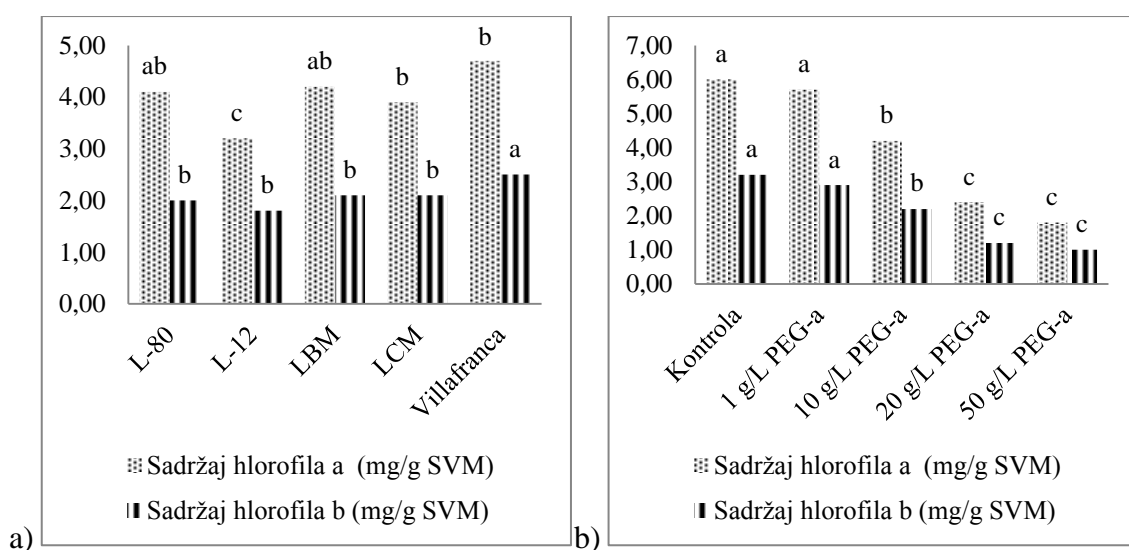 5,00
4,00
3,00
2,00
1,00
0,00
ab
b
c
b
ab
b
b
b
b
a
L-80
L-12
LBM
LCM
Villafranca
Sadržaj hlorofila a (mg/g SVM)
Sadržaj hlorofila b (mg/g SVM)
a)
7,00
6,00
5,00
4,00
3,00
2,00
1,00
0,00
a
a
a
a
b
b
c
c
c
c
Kontrola
1 g/L PEG-a
10 g/L PEG-a
20 g/L PEG-a
50 g/L PEG-a
Sadržaj hlorofila a (mg/g SVM)
Sadržaj hlorofila b (mg/g SVM)
b)